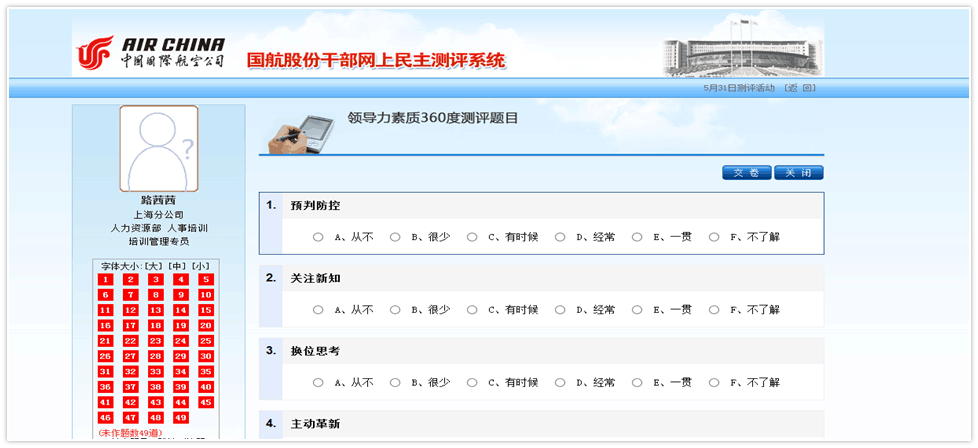 AIR CHINA
中国国际航空公司
国航股份干部网上民主测评系统
5月31日测评活动 [返 回]
领导力素质360度测评题目
交 卷 关 闭
?
路茜茜
上海分公司
人力资源部 人事培训
培训管理专员
字体大小:[大] [中] [小]
1 2 3 4 5
6 7 8 9 10
11 12 13 14 15
16 17 18 19 20
21 22 23 24 25
26 27 28 29 30
31 32 33 34 35
36 37 38 39 40
41 42 43 44 45
46 47 48 49
(未作题数49道)
1. 预判防控
A、从不 B、很少 C、有时候 D、经常 E、一贯 F、不了解
2. 关注新知
A、从不 B、很少 C、有时候 D、经常 E、一贯 F、不了解
3. 换位思考
A、从不 B、很少 C、有时候 D、经常 E、一贯 F、不了解
4. 主动革新